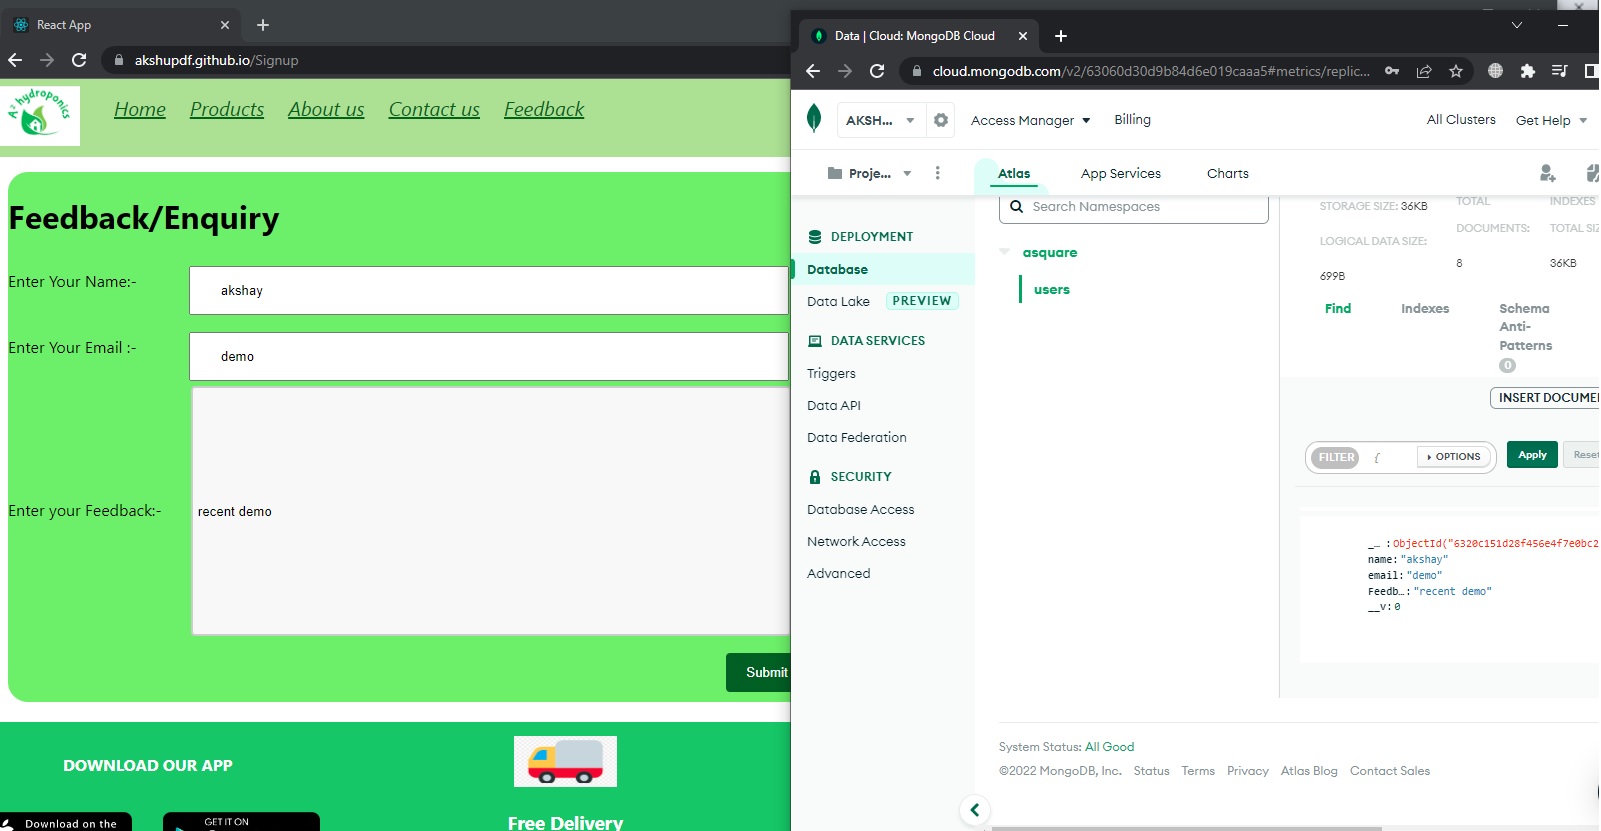 React App
akshupdf.github.io/Signup
A² hydroponics
Home Products About us Contact us Feedback
Feedback/Enquiry
Enter Your Name:-
akshay
Enter Your Email :-
demo
Enter your Feedback:-
recent demo
Submit
DOWNLOAD OUR APP
Download on the
GET IT ON
Free Delivery
Data | Cloud: MongoDB Cloud
cloud.mongodb.com/v2/63060d30d9b84d6e019caaa5#metrics/replic...
AKSH...
Access Manager
Billing
All Clusters
Get Help
Proje...
Atlas
App Services
Charts
DEPLOYMENT
Database
Data Lake PREVIEW
DATA SERVICES
Triggers
Data API
Data Federation
SECURITY
Database Access
Network Access
Advanced
Search Namespaces
asquare
users
STORAGE SIZE: 36KB
LOGICAL DATA SIZE:
699B
TOTAL
DOCUMENTS:
8
INDEXES
TOTAL SIZ
36KB
Find
Indexes
Schema
Anti-
Patterns
0
INSERT DOCUME
FILTER { OPTIONS
Apply
Reset
_… :ObjectId("6320c151d28f456e4f7e0bc2
name:"akshay"
email:"demo"
Feedb…:"recent demo"
__v:0
System Status: All Good
©2022 MongoDB, Inc. Status Terms Privacy Atlas Blog Contact Sales